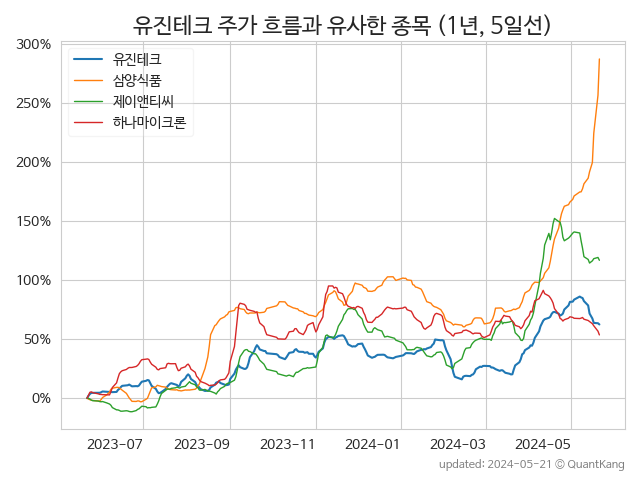 유진테크 주가 흐름과 유사한 종목 (1년, 5일선)
유진테크
삼양식품
제이앤티씨
하나마이크론
300%
250%
200%
150%
100%
50%
0%
2023-07
2023-09
2023-11
2024-01
2024-03
2024-05
updated: 2024-05-21 © QuantKang